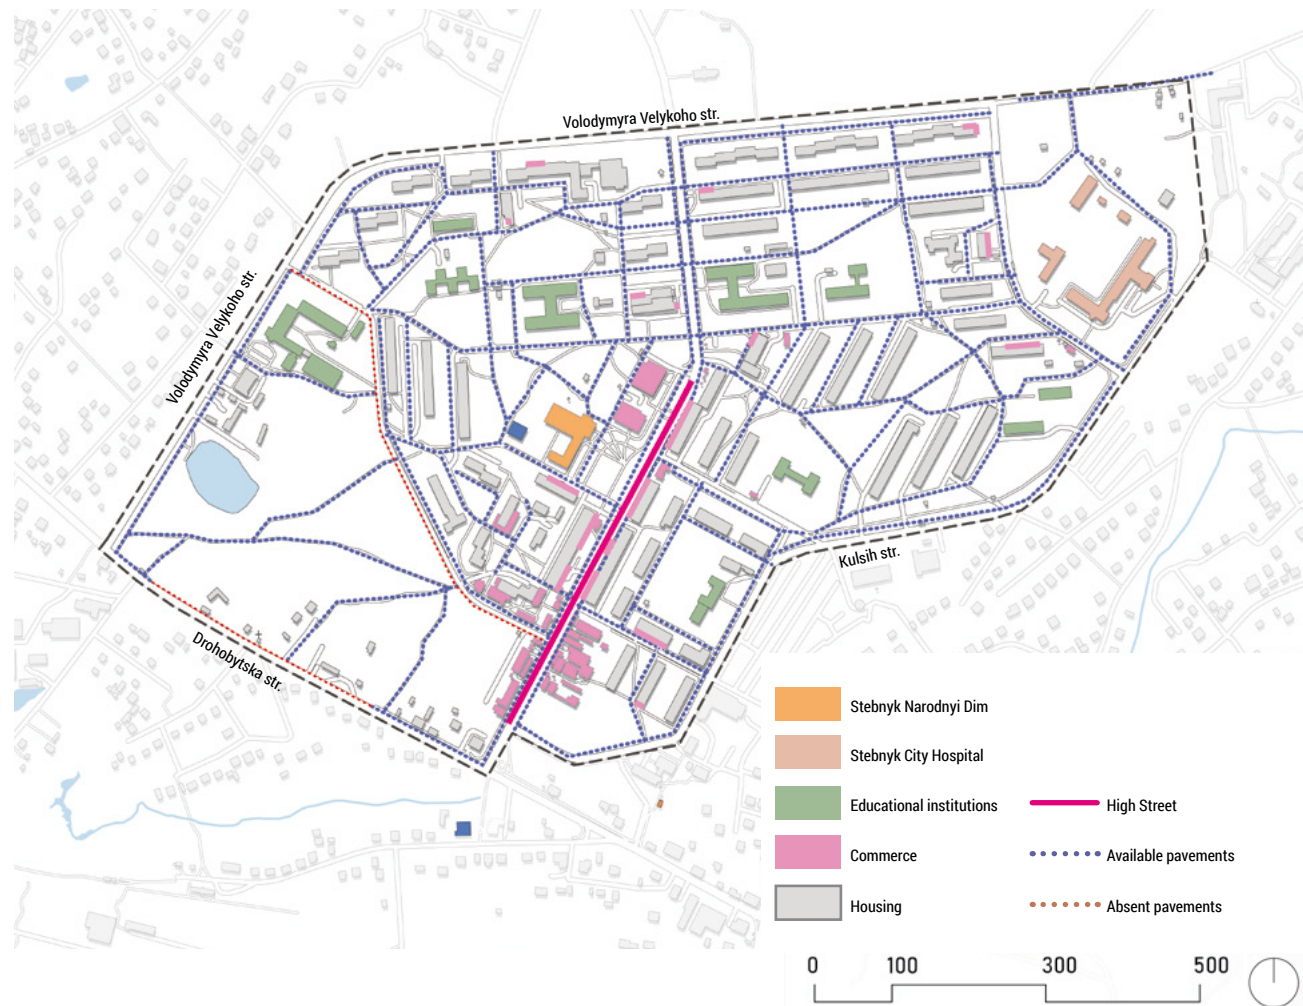 Volodymyra Velykoho str.
Volodymyra Velykoho str.
Kulsih str.
Drohobytska str.
Stebnyk Narodnyi Dim
Stebnyk City Hospital
Educational institutions
High Street
Commerce
Available pavements
Housing
Absent pavements
0 100 300 500